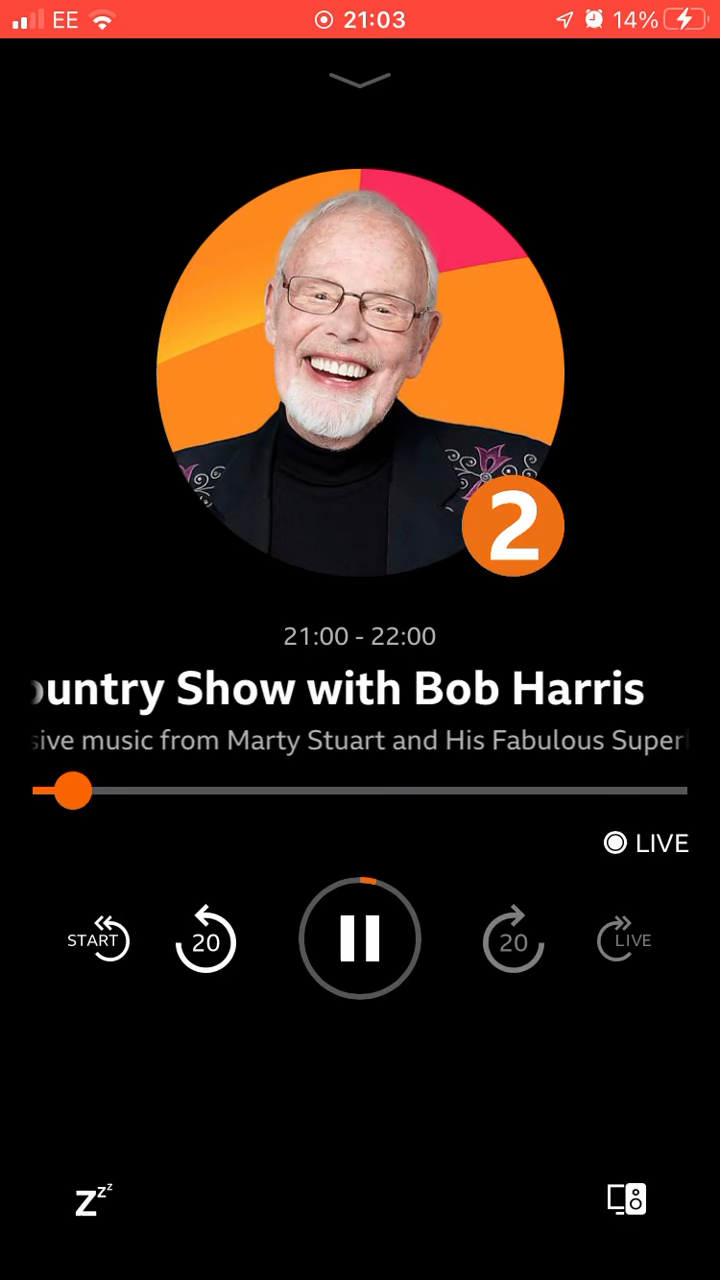 EE 21:03 14%
2
21:00 - 22:00
ountry Show with Bob Harris
sive music from Marty Stuart and His Fabulous Super
LIVE
START 20 20 LIVE
Zzz